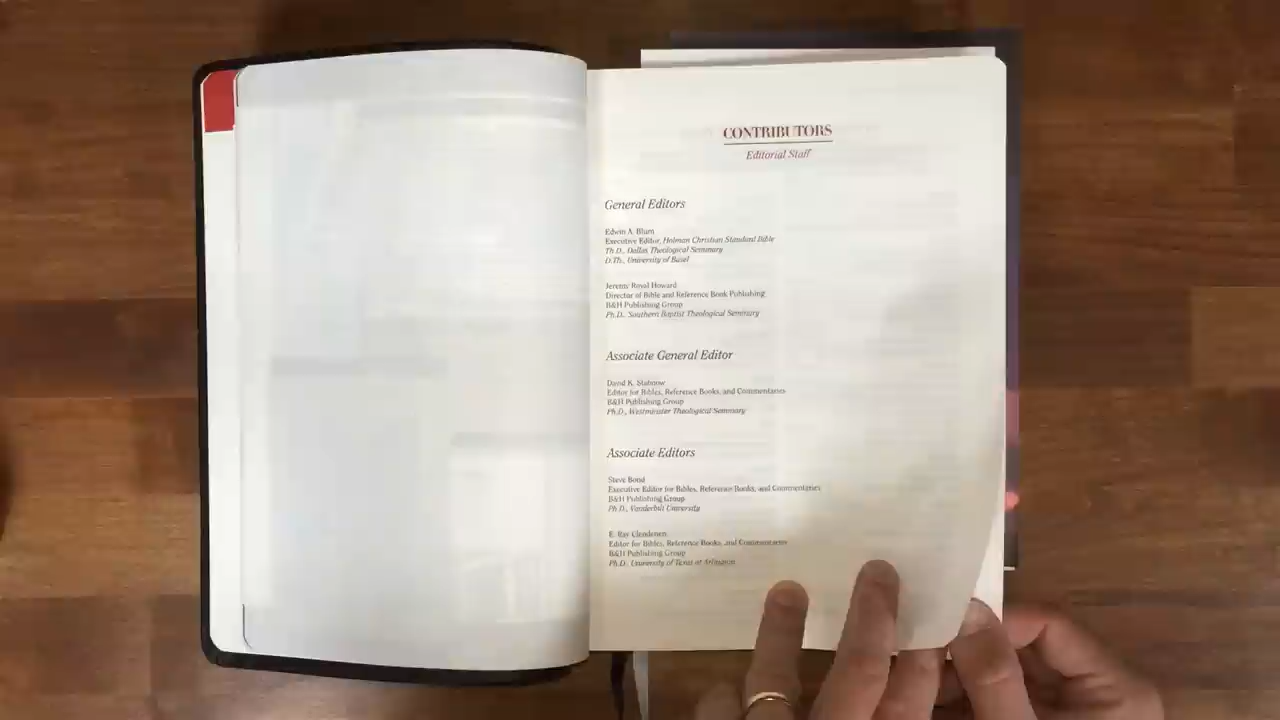 CONTRIBUTORS
Editorial Staff
General Editors
Edwin A. Blum
Executive Editor, Holman Christian Standard Bible
Th.D., Dallas Theological Seminary
D.Th., University of Basel
Jeremy Royal Howard
Director of Bible and Reference Book Publishing
B&H Publishing Group
Ph.D., Southern Baptist Theological Seminary
Associate General Editor
David K. Stabnow
Editor for Bibles, Reference Books, and Commentaries
B&H Publishing Group
Ph.D., Westminster Theological Seminary
Associate Editors
Steve Bond
Executive Editor for Bibles, Reference Books, and Commentaries
B&H Publishing Group
Ph.D., Vanderbilt University
E. Ray Clendenen
Editor for Bibles, Reference Books, and Commentaries
B&H Publishing Group
Ph.D., University of Texas at Arlington